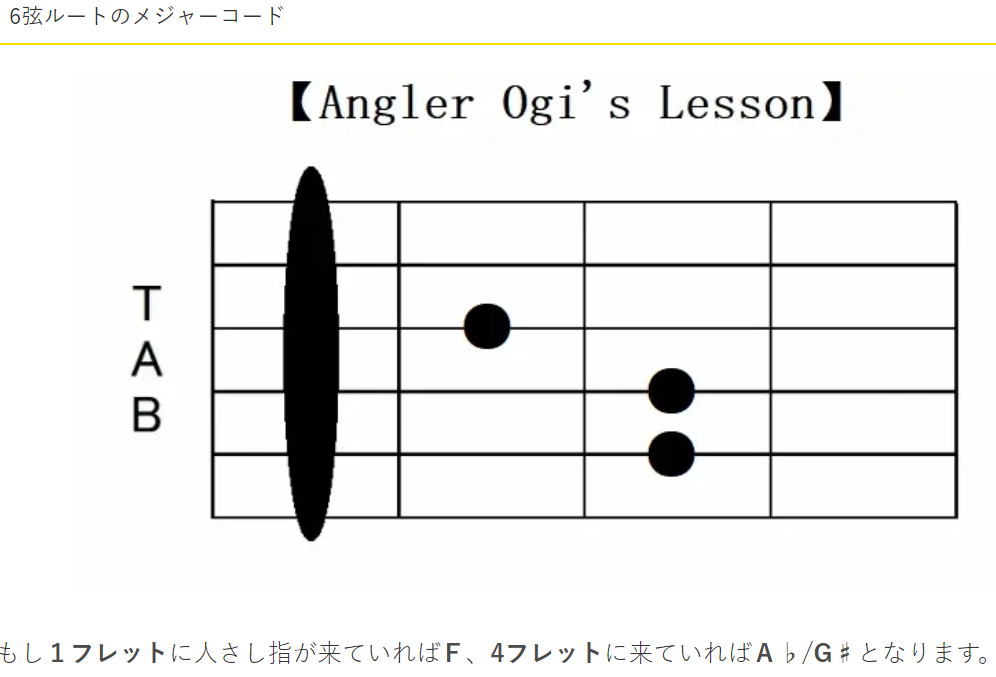 6弦ルートのメジャーコード
【Angler Ogi's Lesson】
T
A
B
もし１フレットに人さし指が来ていればF、4フレットに来ていればA♭/G♯となります。